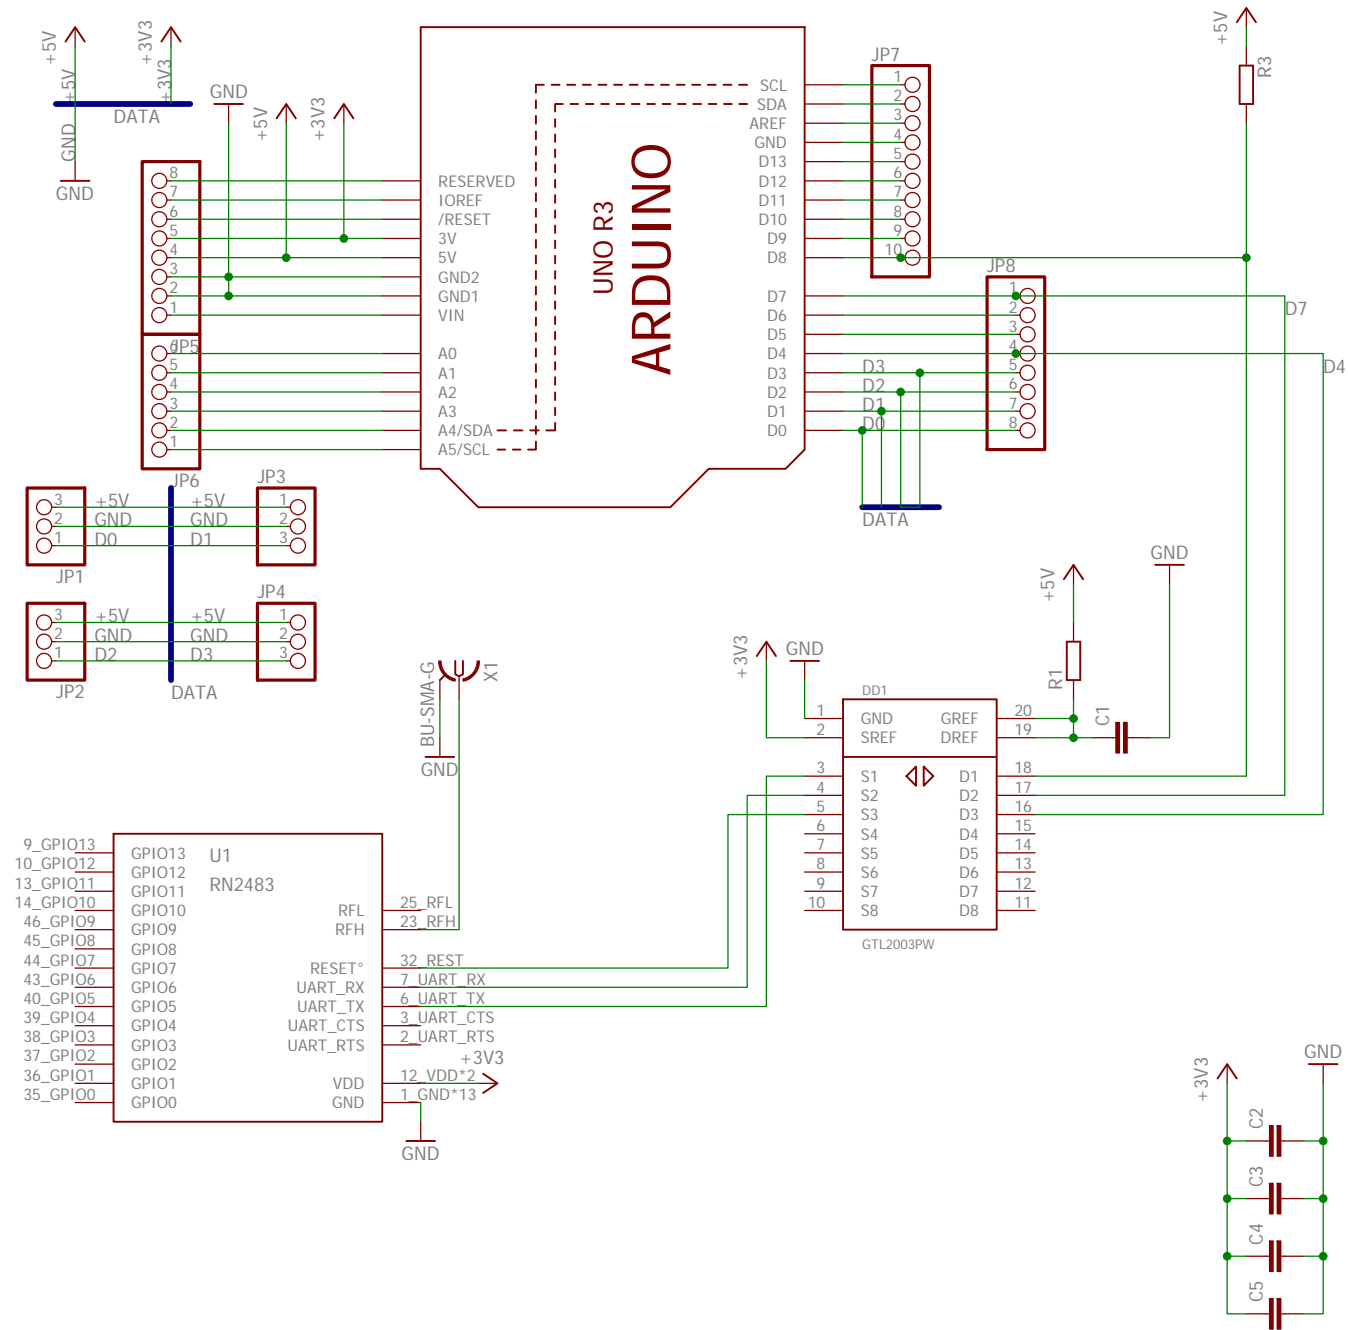 +5V
+3V3
+5V
+3V3
DATA
GND
GND
GND
+5V
+3V3
8
7
6
5
4
3
2
1
JP5
6
5
4
3
2
1
JP6
RESERVED
IOREF
/RESET
3V
5V
GND2
GND1
VIN
A0
A1
A2
A3
A4/SDA
A5/SCL
UNO R3
ARDUINO
SCL
SDA
AREF
GND
D13
D12
D11
D10
D9
D8
D7
D6
D5
D4
D3
D2
D1
D0
JP7
1
2
3
4
5
6
7
8
9
10
JP8
1
2
3
4
5
6
7
8
D3
D2
D1
D0
DATA
+5V
R3
D7
D4
JP3
3 +5V +5V 1
2 GND GND 2
1 D0 D1 3
JP1
JP4
3 +5V +5V 1
2 GND GND 2
1 D2 D3 3
JP2
DATA
BU-SMA-G
X1
GND
+3V3
GND
+5V
R1
C1
GND
DD1
1 GND GREF 20
2 SREF DREF 19
3 S1 D1 18
4 S2 D2 17
5 S3 D3 16
6 S4 D4 15
7 S5 D5 14
8 S6 D6 13
9 S7 D7 12
10 S8 D8 11
GTL2003PW
U1
RN2483
9_GPIO13 GPIO13
10_GPIO12 GPIO12
13_GPIO11 GPIO11
14_GPIO10 GPIO10
46_GPIO9 GPIO9
45_GPIO8 GPIO8
44_GPIO7 GPIO7
43_GPIO6 GPIO6
40_GPIO5 GPIO5
39_GPIO4 GPIO4
38_GPIO3 GPIO3
37_GPIO2 GPIO2
36_GPIO1 GPIO1
35_GPIO0 GPIO0
RFL 25_RFL
RFH 23_RFH
RESET° 32_REST
UART_RX 7_UART_RX
UART_TX 6_UART_TX
UART_CTS 3_UART_CTS
UART_RTS 2_UART_RTS
+3V3
VDD 12_VDD*2
GND 1_GND*13
GND
+3V3
GND
C2
C3
C4
C5